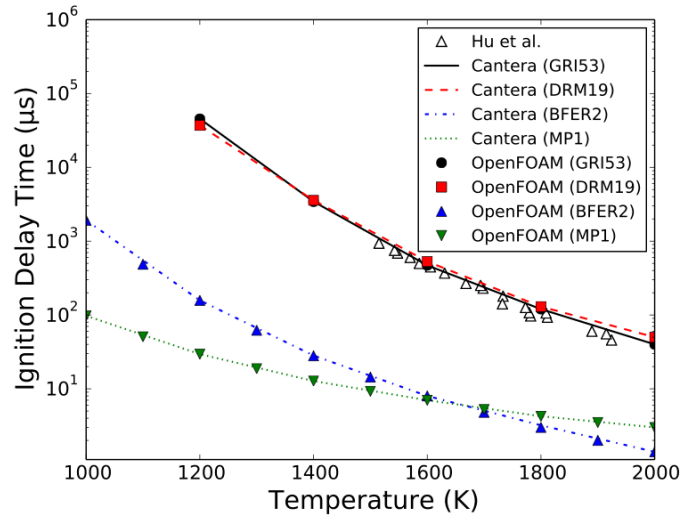 10^6
10^5
10^4
10^3
10^2
10^1
Ignition Delay Time (μs)
Hu et al.
Cantera (GRI53)
Cantera (DRM19)
Cantera (BFER2)
Cantera (MP1)
OpenFOAM (GRI53)
OpenFOAM (DRM19)
OpenFOAM (BFER2)
OpenFOAM (MP1)
1000 1200 1400 1600 1800 2000
Temperature (K)